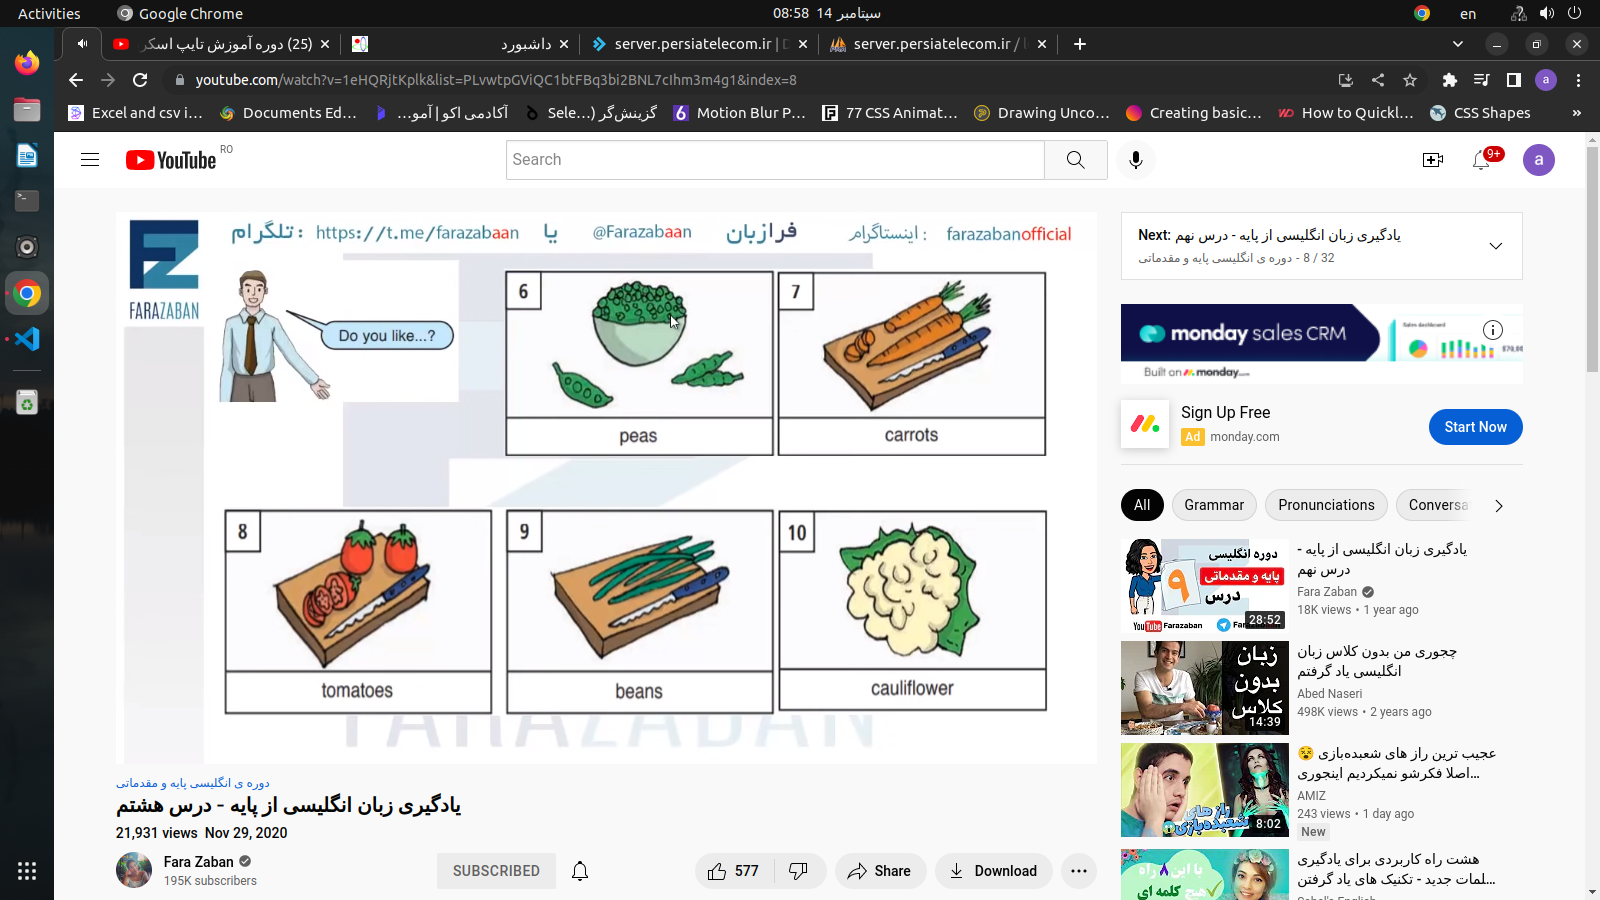 Activities
Google Chrome
سپتامبر 14  08:58
en
(25) دوره آموزش تایپ اسکر
داشبورد
server.persiatelecom.ir | D
server.persiatelecom.ir / l
youtube.com/watch?v=1eHQRjtKplk&list=PLvwtpGViQC1btFBq3bi2BNL7cIhm3m4g1&index=8
a
Excel and csv i...
Documents Ed...
آکادمی اکو | آمو...
گزینش‌گر (...Sele
Motion Blur P...
77 CSS Animat...
Drawing Unco...
Creating basic...
How to Quickl...
CSS Shapes
»
YouTube RO
Search
9+
a
تلگرام : https://t.me/farazabaan یا @Farazabaan فرازبان
اینستاگرام : farazabanofficial
FZ
FARAZABAN
Do you like...?
6
peas
7
carrots
8
tomatoes
9
beans
10
cauliflower
FARAZABAN
دوره ی انگلیسی پایه و مقدماتی
یادگیری زبان انگلیسی از پایه - درس هشتم
21,931 views Nov 29, 2020
Fara Zaban
195K subscribers
SUBSCRIBED
577
Share
Download
Next: یادگیری زبان انگلیسی از پایه - درس نهم
دوره ی انگلیسی پایه و مقدماتی - 8 / 32
monday sales CRM
Sales dashboard
Built on monday.com
Sign Up Free
Ad monday.com
Start Now
All
Grammar
Pronunciations
Conversa
دوره انگلیسی
پایه و مقدماتی
درس ۹
YouTube Farazaban
28:52
یادگیری زبان انگلیسی از پایه -
درس نهم
Fara Zaban
18K views • 1 year ago
زبان
بدون
کلاس
14:39
چجوری من بدون کلاس زبان
انگلیسی یاد گرفتم
Abed Naseri
498K views • 2 years ago
راز های
شعبده‌بازی
8:02
عجیب ترین راز های شعبده‌بازی
اصلا فکرشو نمیکردیم اینجوری...
AMIZ
243 views • 1 day ago
New
با این ۸ راه
هیچ کلمه ای
هشت راه کاربردی برای یادگیری
لمات جدید - تکنیک های یاد گرفتن...